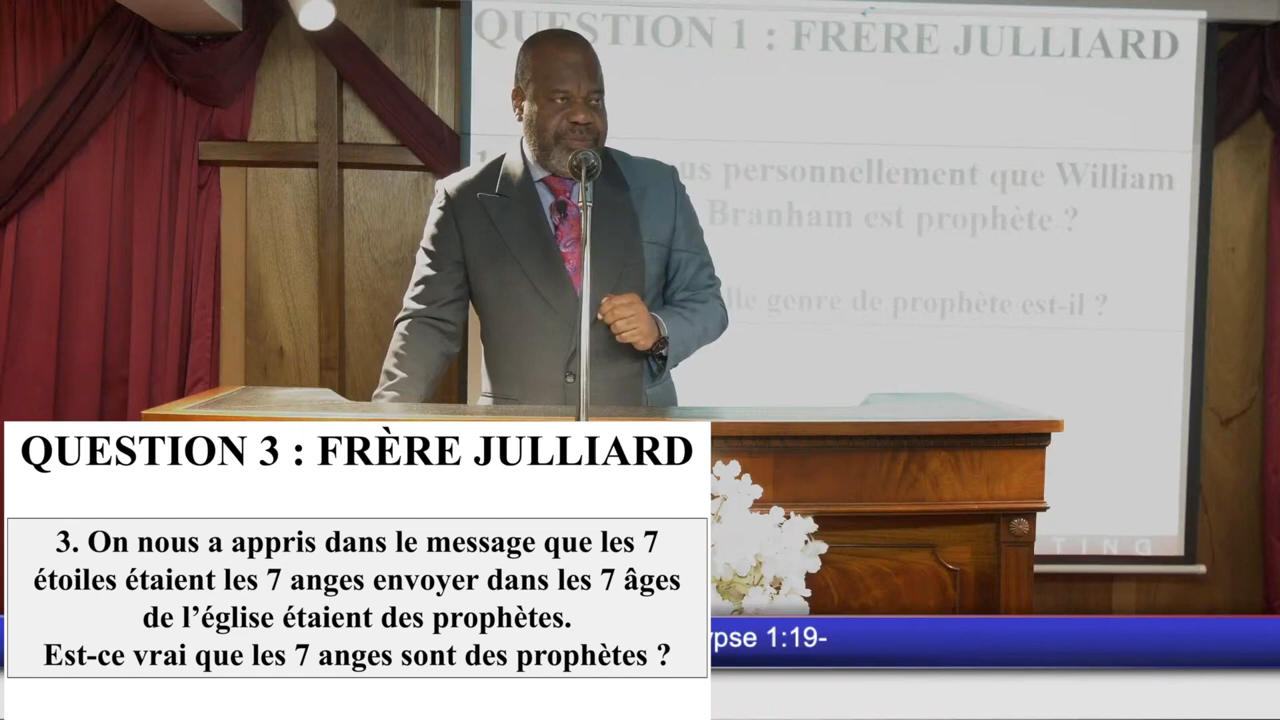 QUESTION 1 : FRERE JULLIARD
personnellement que William
Branham est prophète ?
genre de prophète est-il ?
TING
QUESTION 3 : FRÈRE JULLIARD
3. On nous a appris dans le message que les 7
étoiles étaient les 7 anges envoyer dans les 7 âges
de l’église étaient des prophètes.
Est-ce vrai que les 7 anges sont des prophètes ?
ypse 1:19-